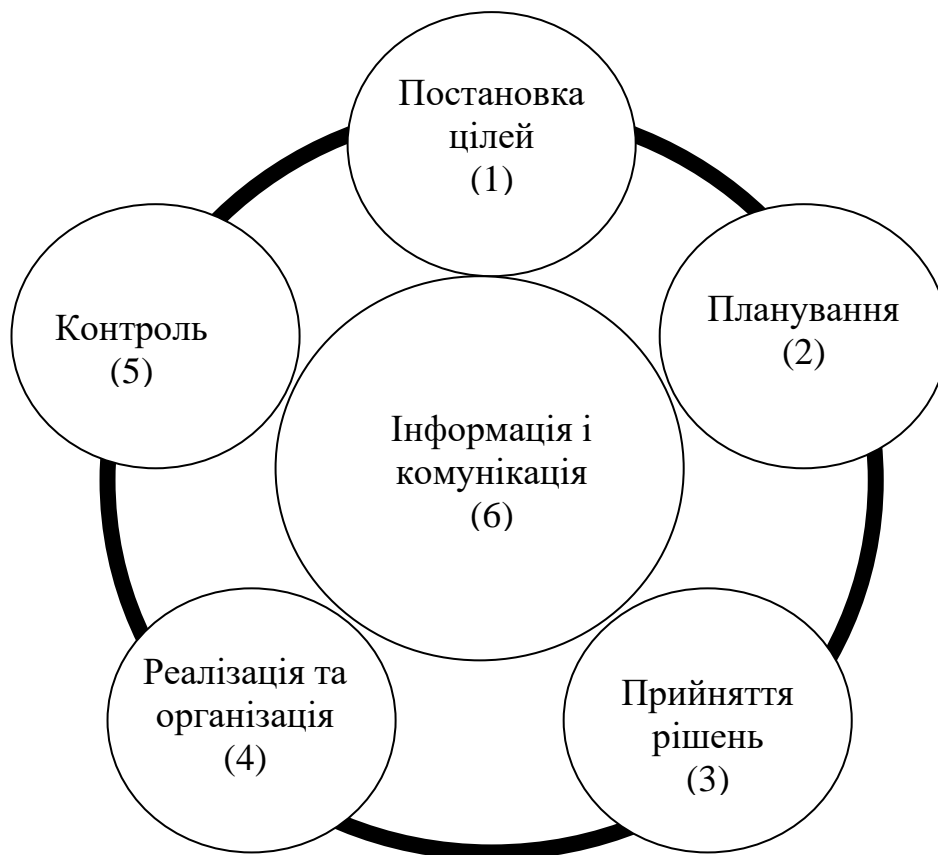 Постановка
цілей
(1)
Планування
(2)
Прийняття
рішень
(3)
Реалізація та
організація
(4)
Контроль
(5)
Інформація і
комунікація
(6)